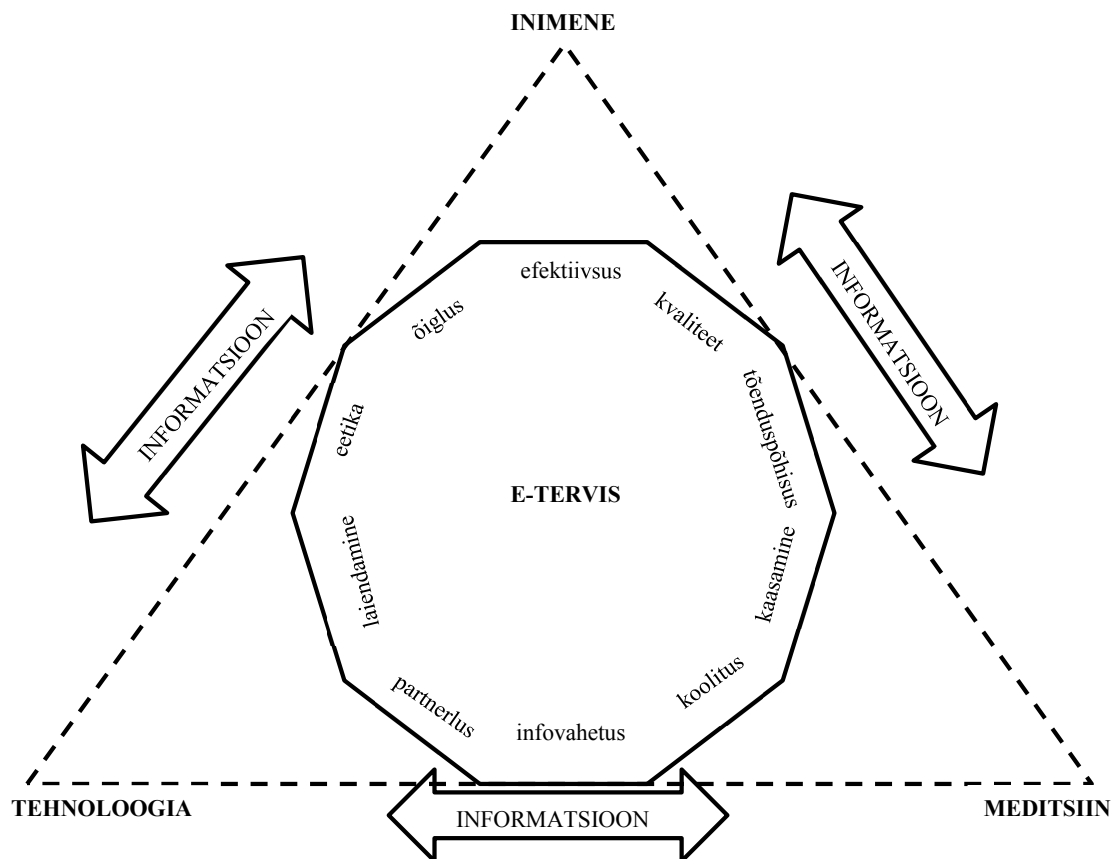 INIMENE
INFORMATSIOON
INFORMATSIOON
efektiivsus
õiglus
kvaliteet
eetika
tõenduspõhisus
E-TERVIS
laiendamine
kaasamine
partnerlus
koolitus
infovahetus
TEHNOLOOGIA
INFORMATSIOON
MEDITSIIN